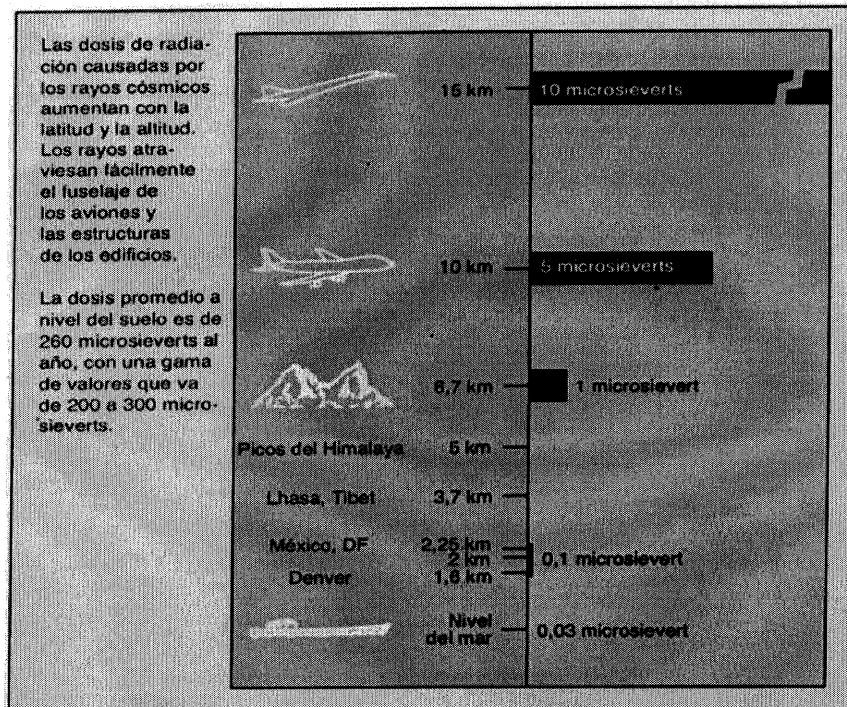 Las dosis de radia-
ción causadas por
los rayos cósmicos
aumentan con la
latitud y la altitud.
Los rayos atra-
viesan fácilmente
el fuselaje de
los aviones y
las estructuras
de los edificios.
La dosis promedio a
nivel del suelo es de
260 microsieverts al
año, con una gama
de valores que va
de 200 a 300 micro-
sieverts.
15 km 10 microsieverts
10 km 5 microsieverts
6,7 km 1 microsievert
Picos del Himalaya 5 km
Lhasa, Tibet 3,7 km
México, DF 2,25 km
2 km 0,1 microsievert
Denver 1,6 km
Nivel
del mar 0,03 microsievert